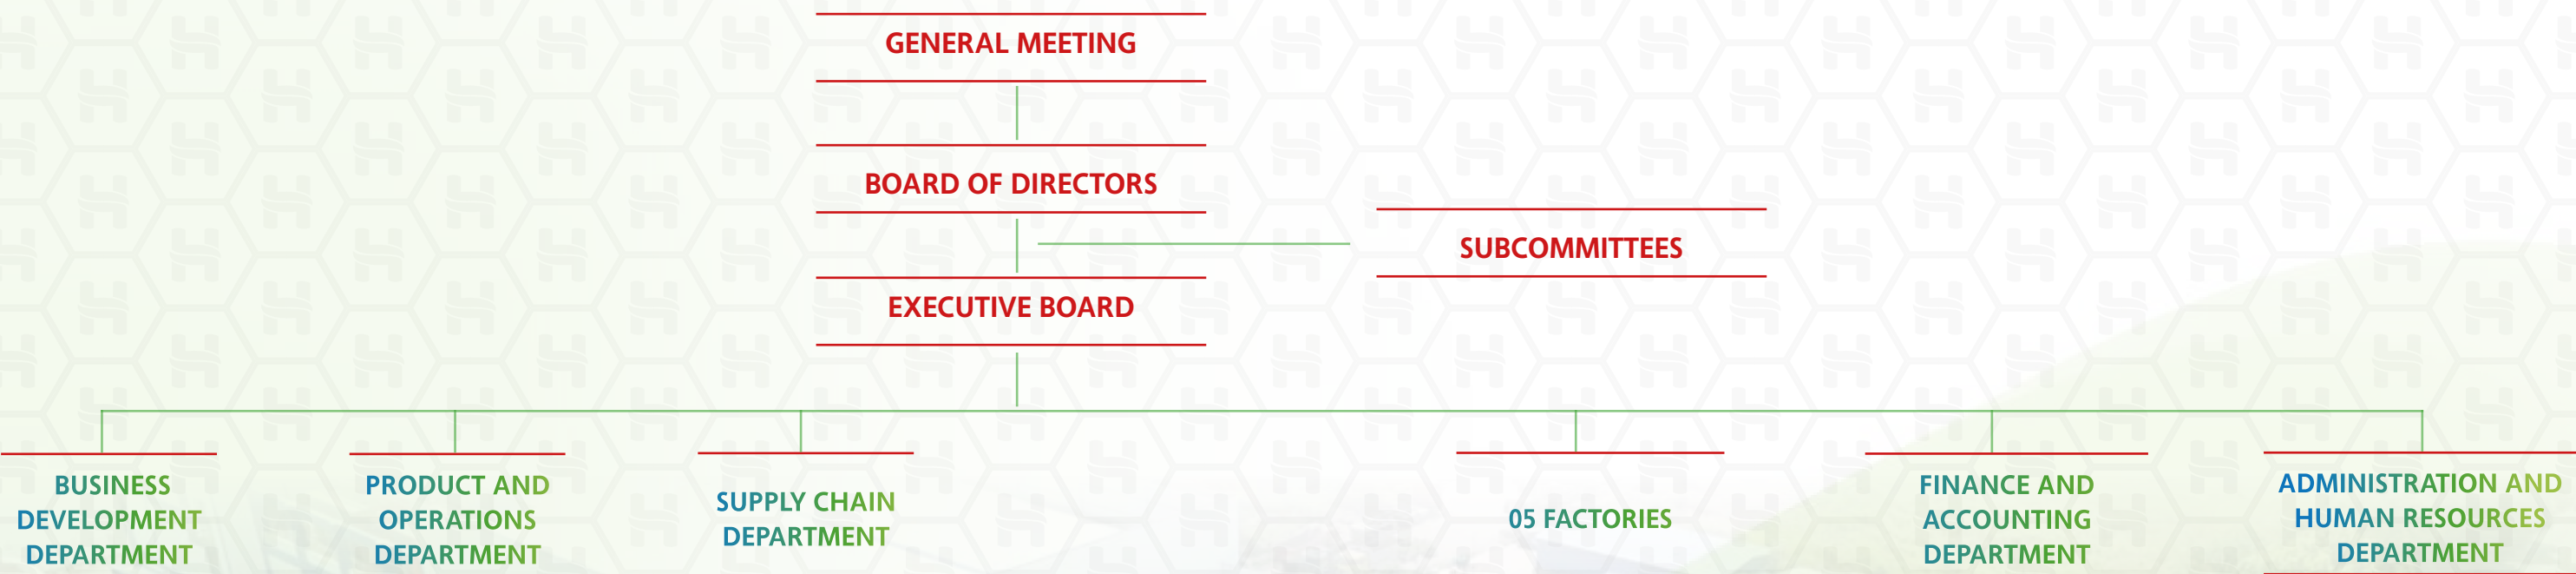 GENERAL MEETING
BOARD OF DIRECTORS
SUBCOMMITTEES
EXECUTIVE BOARD
BUSINESS
DEVELOPMENT
DEPARTMENT
PRODUCT AND
OPERATIONS
DEPARTMENT
SUPPLY CHAIN
DEPARTMENT
05 FACTORIES
FINANCE AND
ACCOUNTING
DEPARTMENT
ADMINISTRATION AND
HUMAN RESOURCES
DEPARTMENT